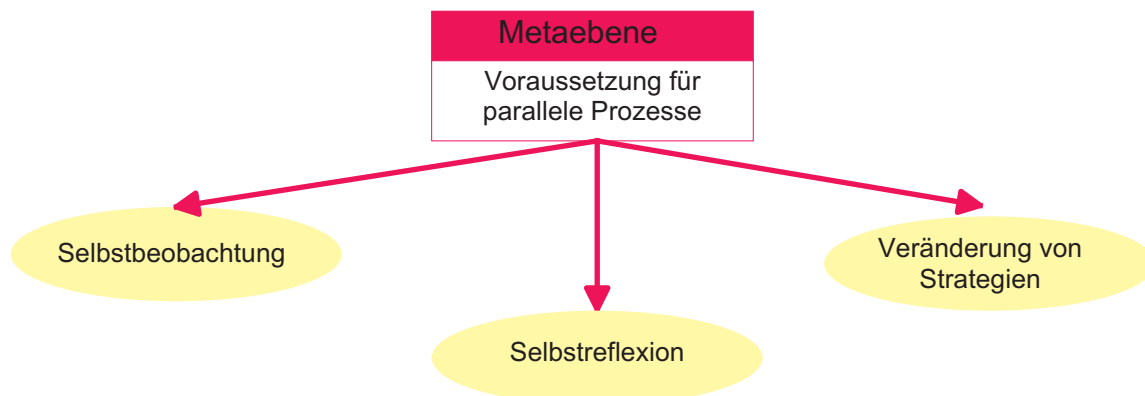 Metaebene
Voraussetzung für
parallele Prozesse
Selbstbeobachtung
Veränderung von
Strategien
Selbstreflexion